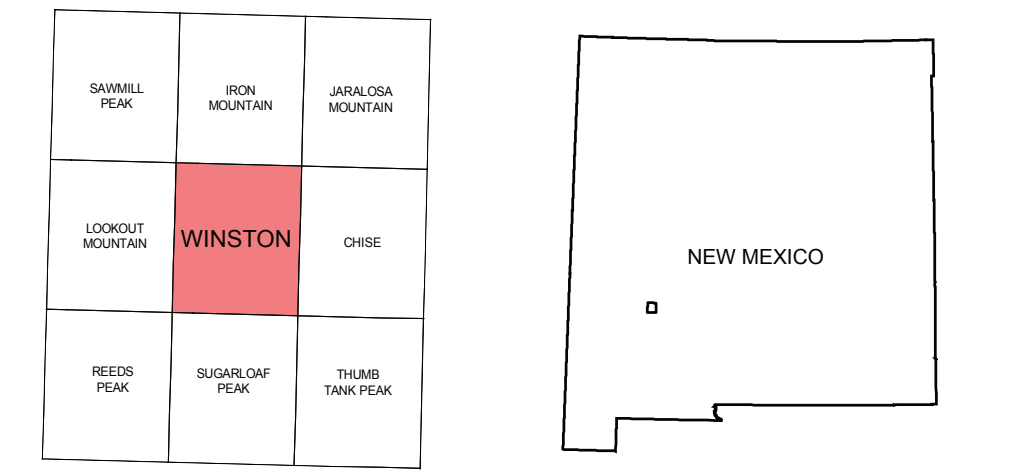 SAWMILL
PEAK
IRON
MOUNTAIN
JARALOSA
MOUNTAIN
LOOKOUT
MOUNTAIN
WINSTON
CHISE
REEDS
PEAK
SUGARLOAF
PEAK
THUMB
TANK PEAK
NEW MEXICO